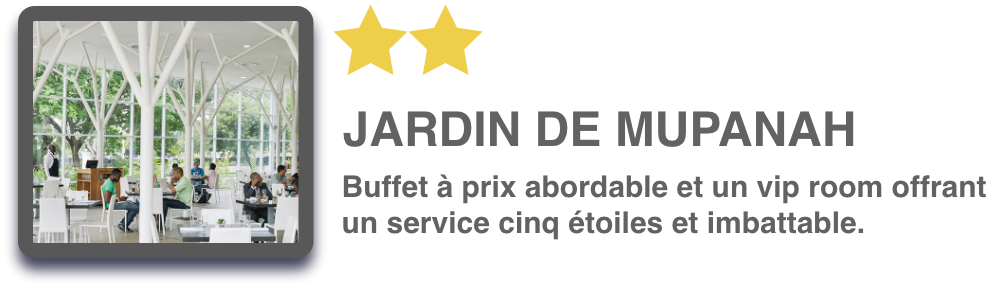 JARDIN DE MUPANAH
Buffet à prix abordable et un vip room offrant
un service cinq étoiles et imbattable.